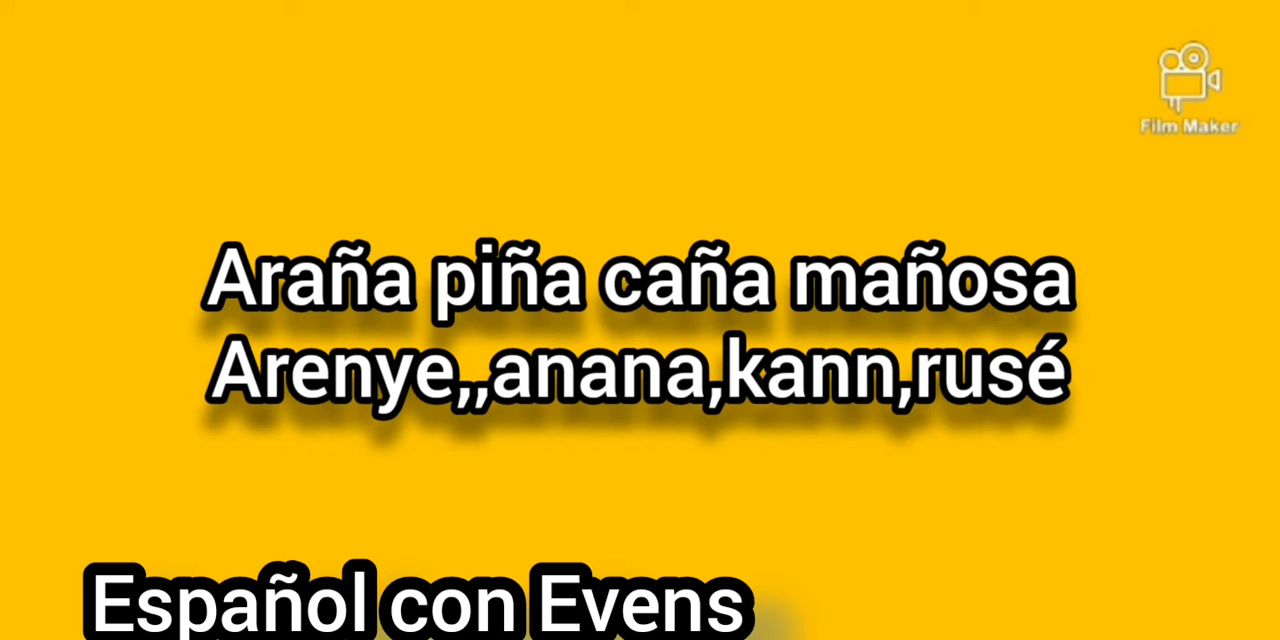 Film Maker
Araña piña caña mañosa
Arenye,,anana,kann,rusé
Español con Evens